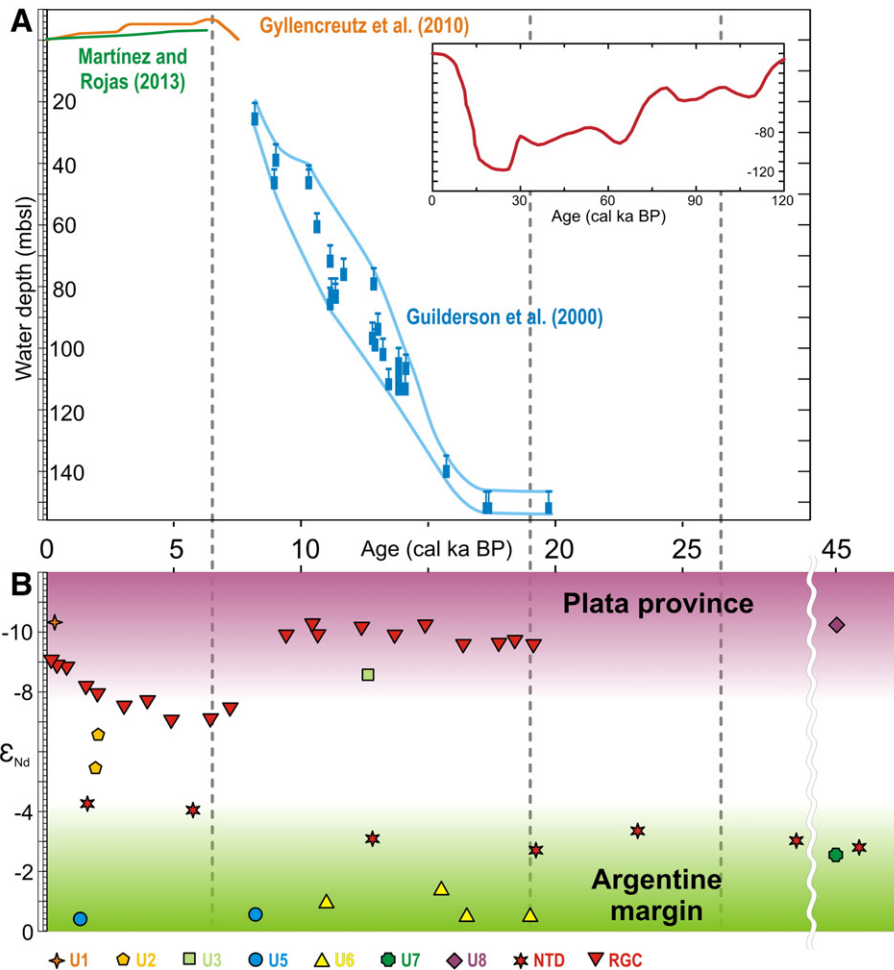 A
Gyllencreutz et al. (2010)
Martínez and
Rojas (2013)
Guilderson et al. (2000)
Water depth (mbsl)
20
40
60
80
100
120
140
-80
-120
0 30 60 90 120
Age (cal ka BP)
0 5 10 Age (cal ka BP) 20 25 45
B
Plata province
-10
-8
εNd
-4
-2
0
Argentine
margin
U1 U2 U3 U5 U6 U7 U8 NTD RGC